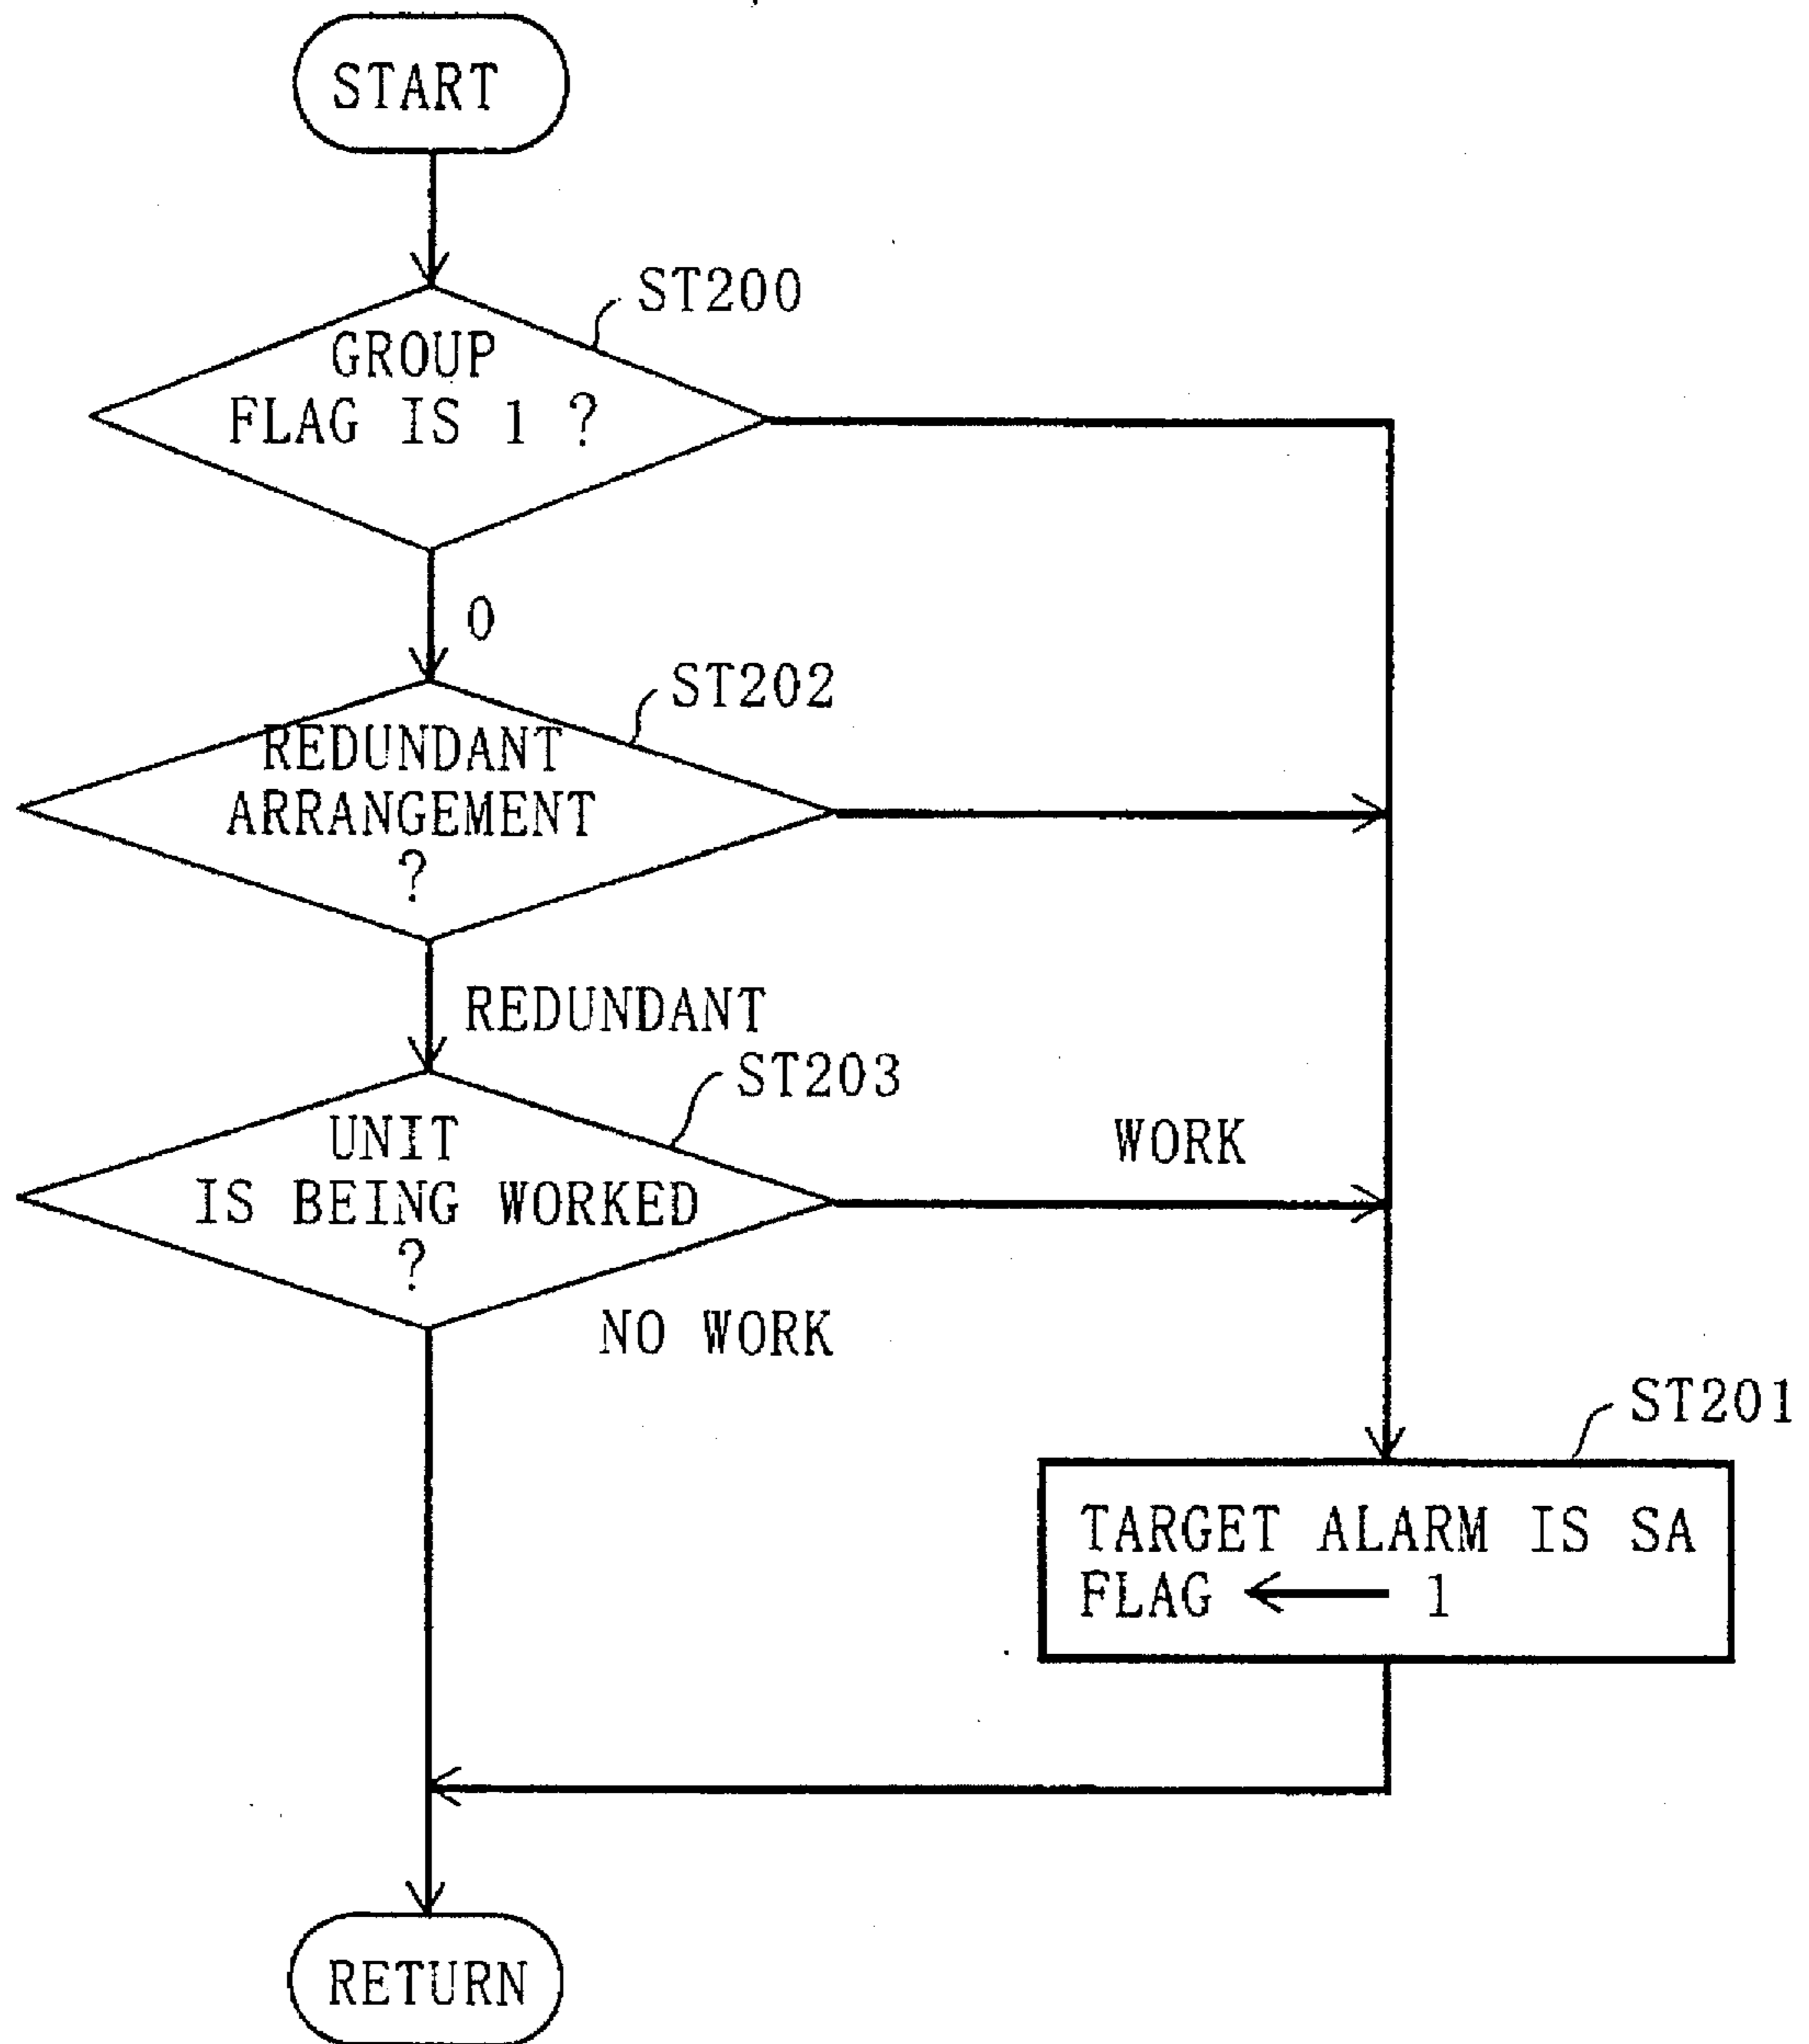 START
ST200
GROUP
FLAG IS 1 ?
0
ST202
REDUNDANT
ARRANGEMENT
?
REDUNDANT
ST203
UNIT
IS BEING WORKED
?
WORK
NO WORK
ST201
TARGET ALARM IS SA
FLAG ← 1
RETURN